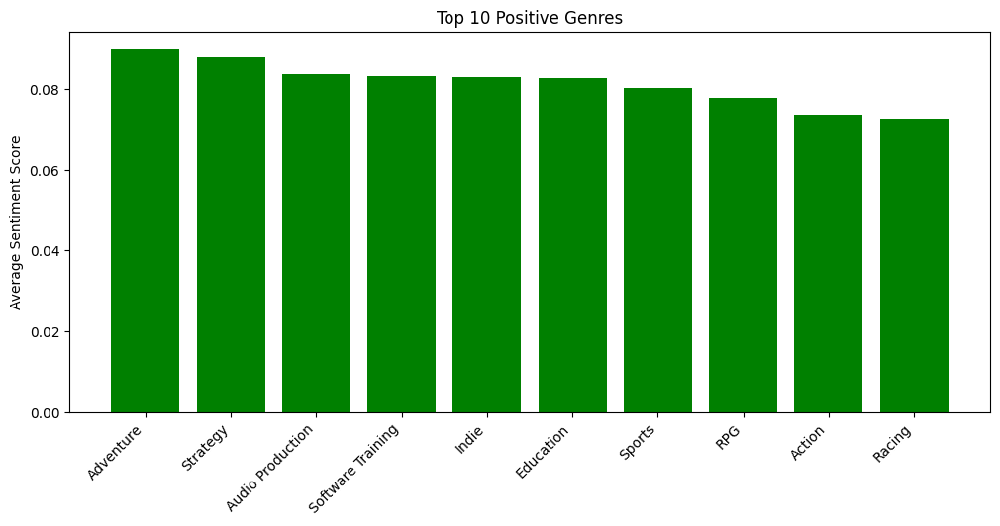 Top 10 Positive Genres
Average Sentiment Score
0.08
0.06
0.04
0.02
0.00
Adventure
Strategy
Audio Production
Software Training
Indie
Education
Sports
RPG
Action
Racing